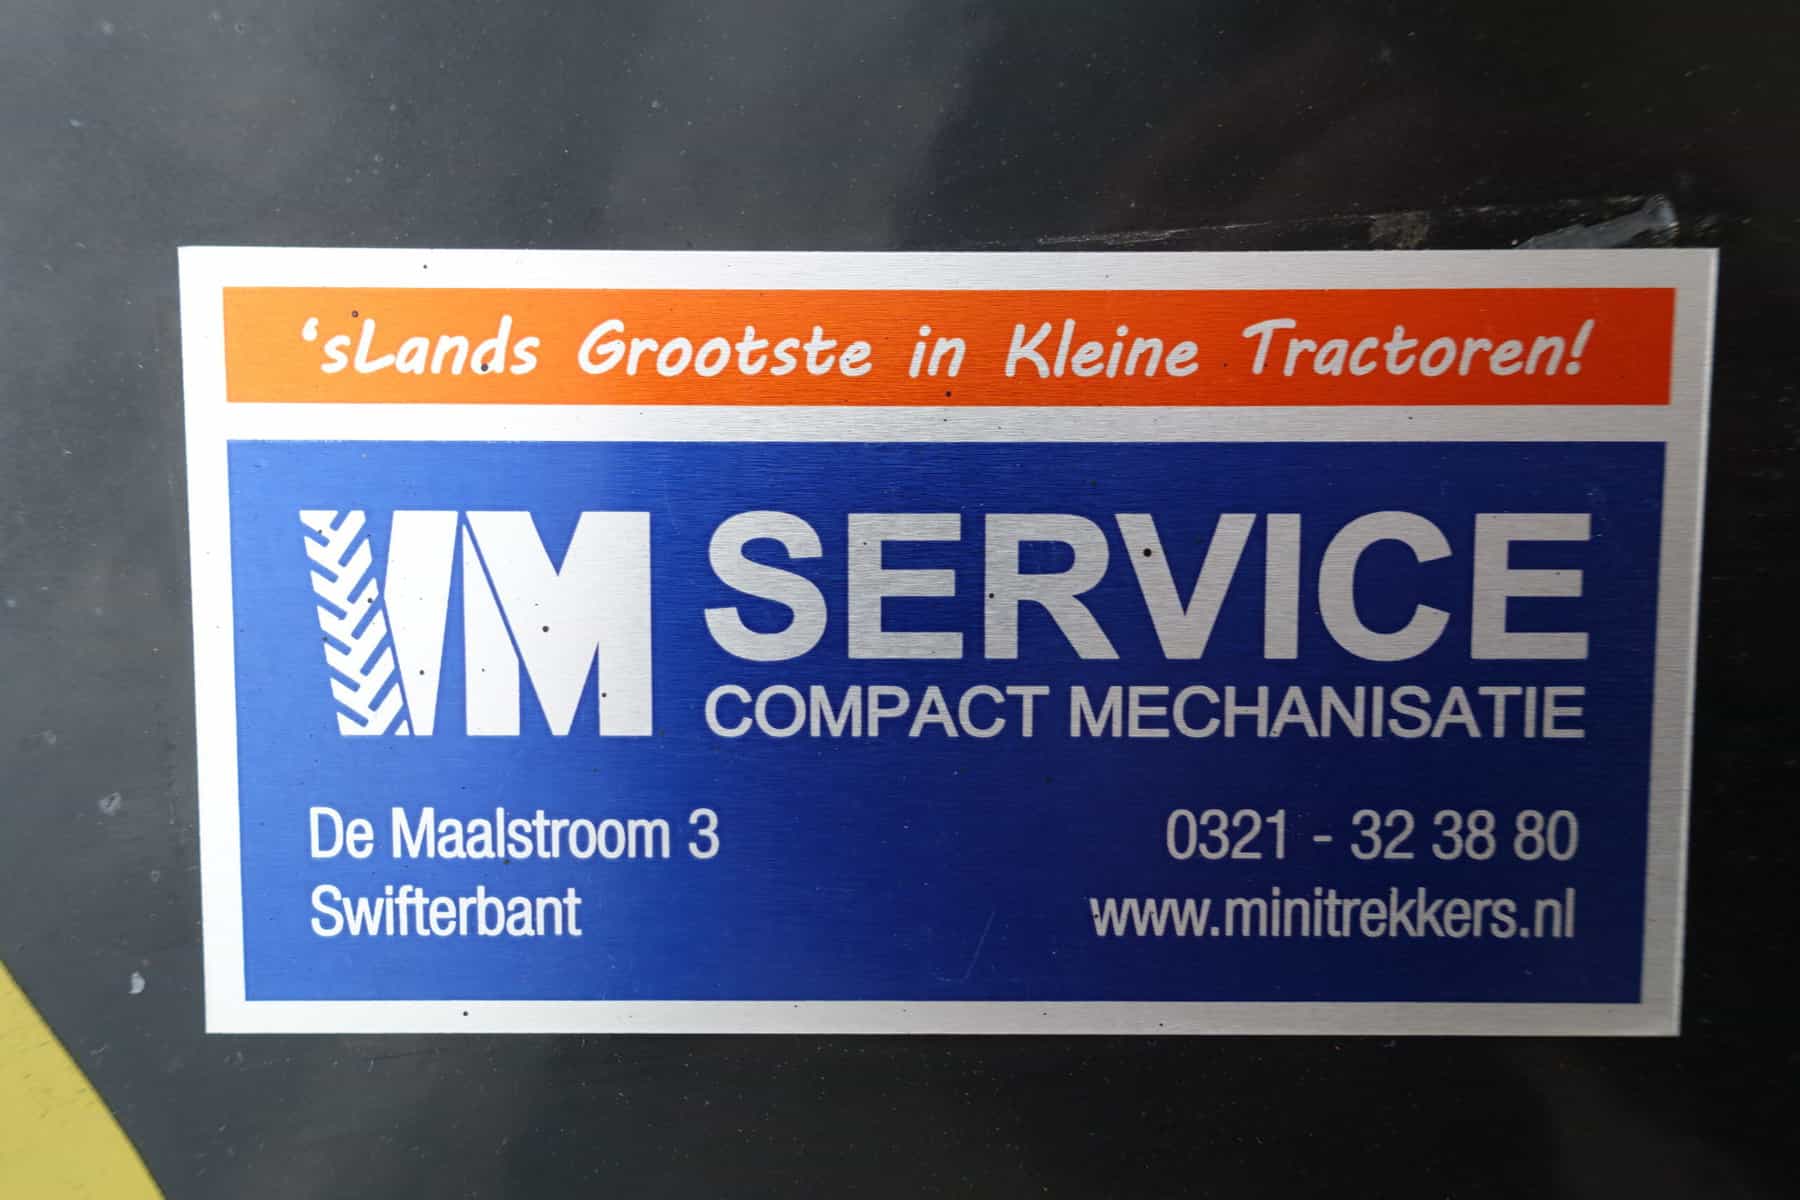 ‘sLands Grootste in Kleine Tractoren!
VM SERVICE
COMPACT MECHANISATIE
De Maalstroom 3
0321 - 32 38 80
Swifterbant
www.minitrekkers.nl